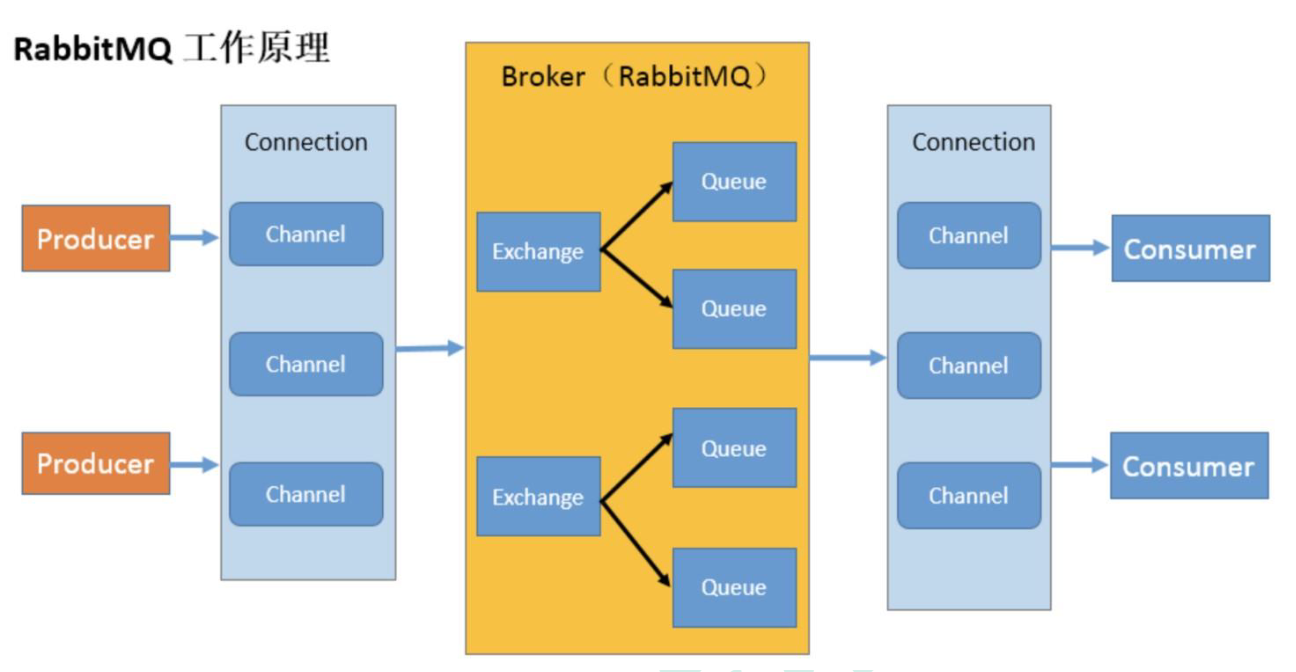 RabbitMQ 工作原理
Broker（RabbitMQ）
Connection
Connection
Producer
Channel
Exchange
Queue
Queue
Channel
Consumer
Channel
Channel
Producer
Channel
Exchange
Queue
Queue
Channel
Consumer